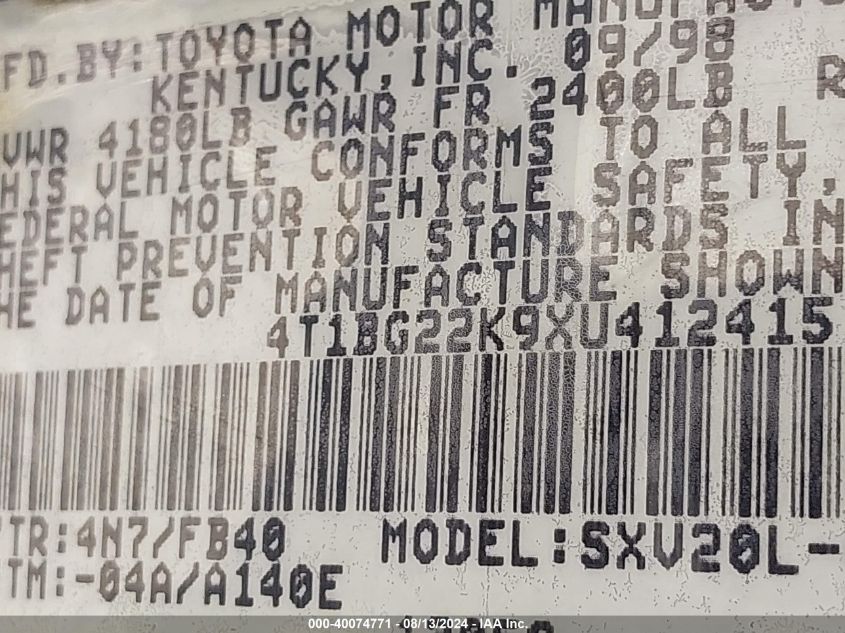 FD.BY:TOYOTA MOTOR MANUFACTU
KENTUCKY,INC. 09/98
VWR 4180LB GAWR FR 2400LB R
HIS VEHICLE CONFORMS TO ALL
EDERAL MOTOR VEHICLE SAFETY,
HEFT PREVENTION STANDARDS IN
HE DATE OF MANUFACTURE SHOWN
4T1BG22K9XU412415
TR:4N7/FB40 MODEL:SXV20L-
TM:-04A/A140E
000-40074771 - 08/13/2024 - IAA Inc.